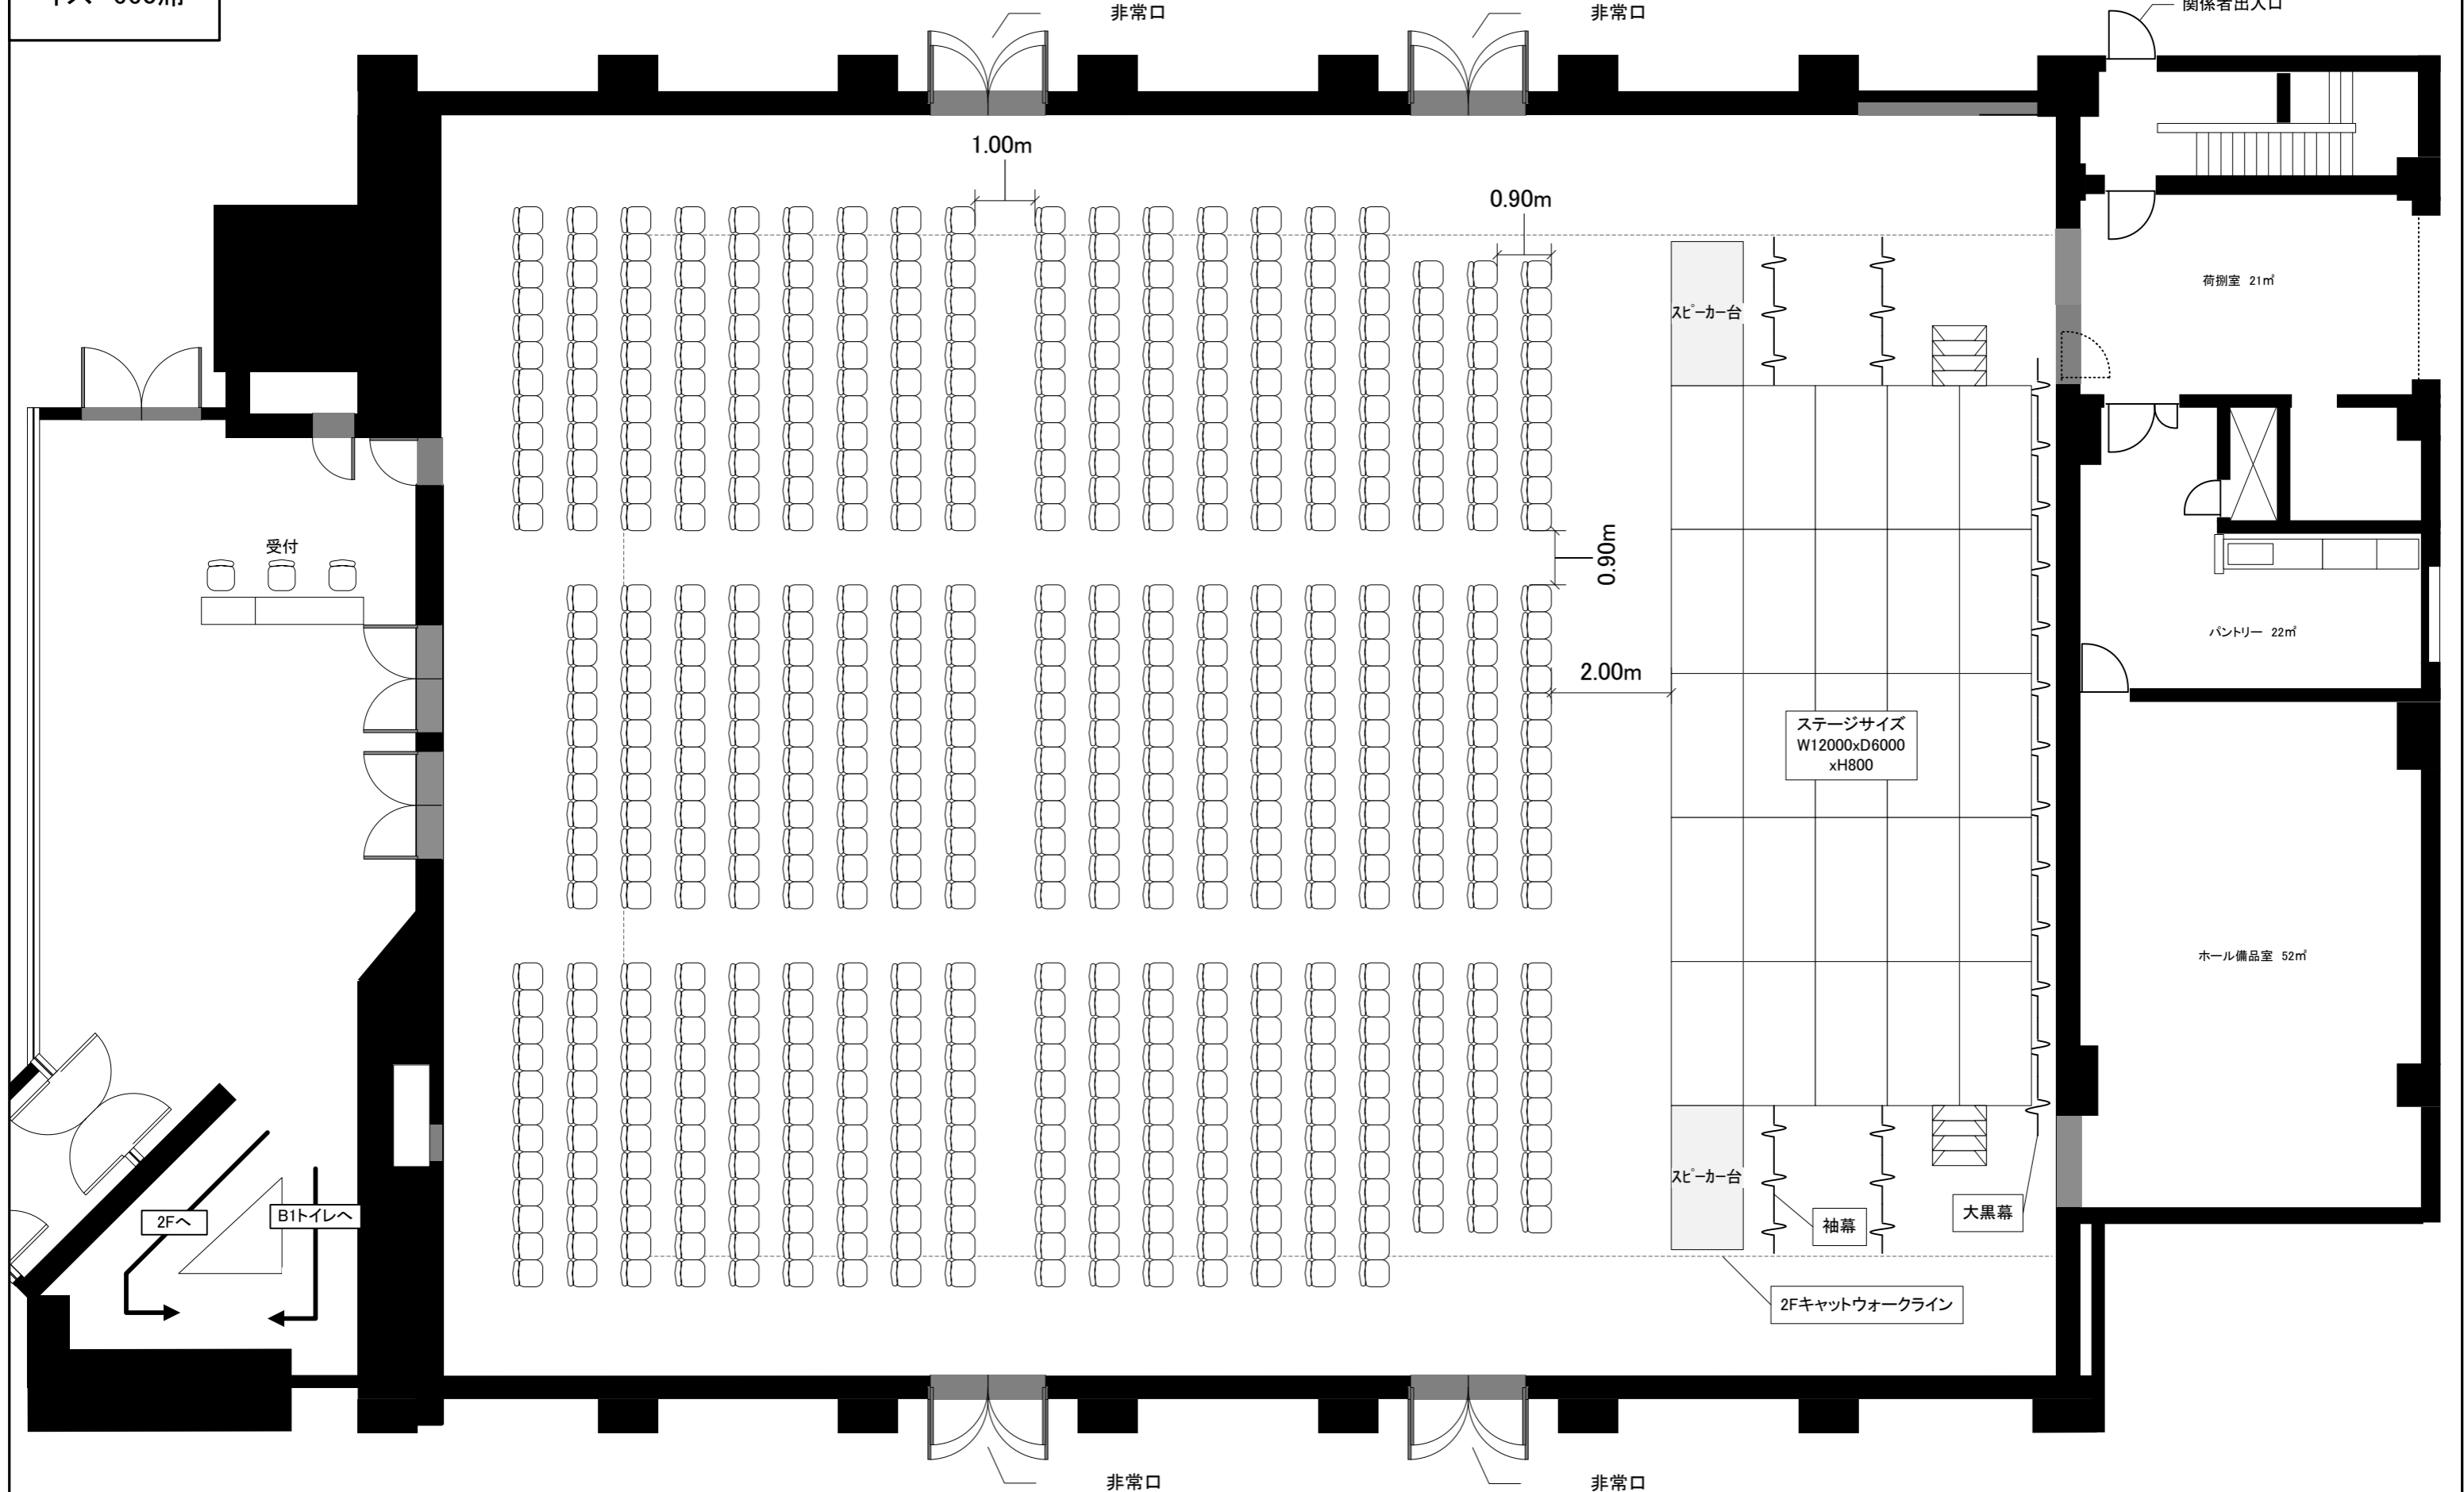 非常口
非常口
関係者出入口
1.00m
0.90m
スピーカー台
荷捌室 21㎡
受付
0.90m
パントリー 22㎡
2.00m
ステージサイズ
W12000xD6000
xH800
ホール備品室 52㎡
スピーカー台
2Fへ
B1トイレへ
袖幕
大黒幕
2Fキャットウォークライン
非常口
非常口